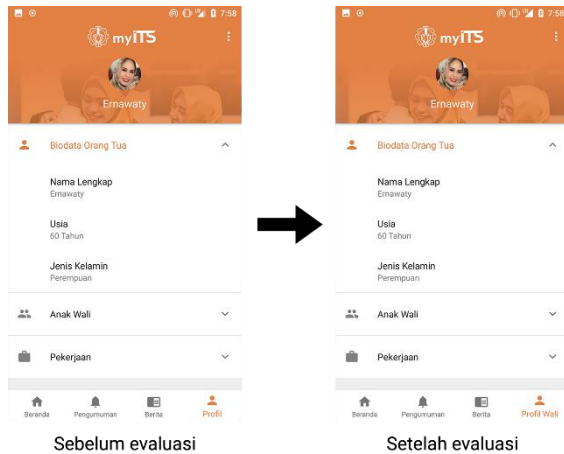 7:58
myITS
Ernawaty
Biodata Orang Tua
Nama Lengkap
Ernawaty
Usia
60 Tahun
Jenis Kelamin
Perempuan
Anak Wali
Pekerjaan
Beranda Pengumuman Berita Profil
Sebelum evaluasi
7:58
myITS
Ernawaty
Biodata Orang Tua
Nama Lengkap
Ernawaty
Usia
60 Tahun
Jenis Kelamin
Perempuan
Anak Wali
Pekerjaan
Beranda Pengumuman Berita Profil Wali
Setelah evaluasi